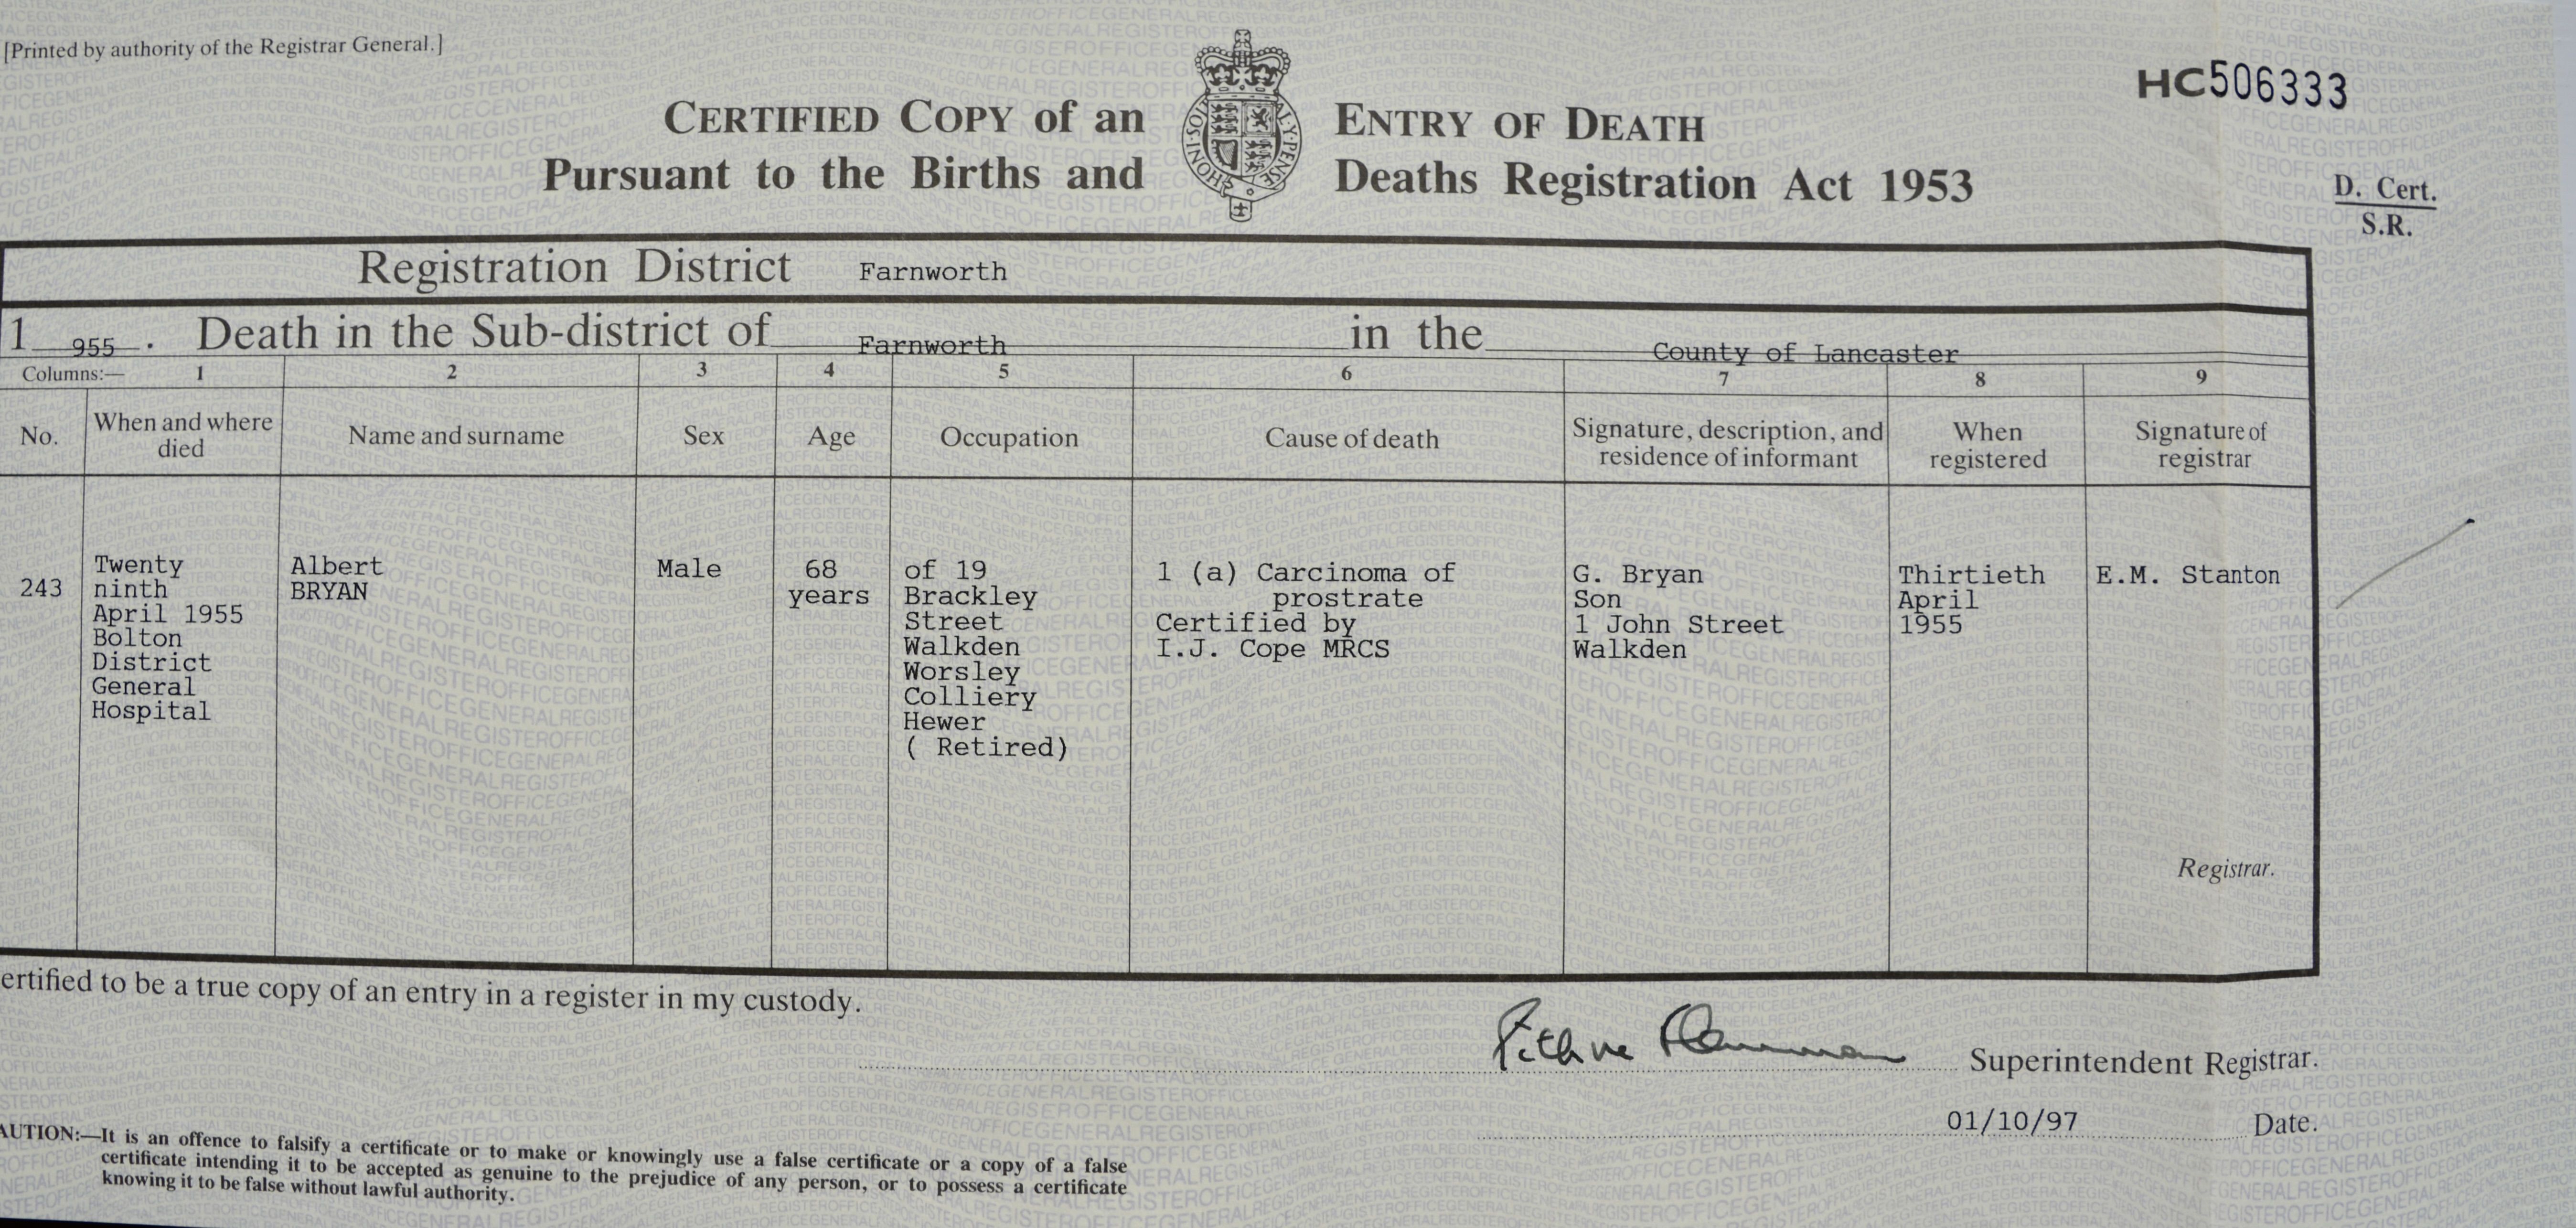 [Printed by authority of the Registrar General.]
HC506333
CERTIFIED COPY of an ENTRY OF DEATH
Pursuant to the Births and Deaths Registration Act 1953
D. Cert.
S.R.
Registration District Farnworth
1 955 . Death in the Sub-district of Farnworth in the County of Lancaster
Columns:— 1 2 3 4 5 6 7 8 9
No.
When and where
died
Name and surname
Sex
Age
Occupation
Cause of death
Signature, description, and
residence of informant
When
registered
Signature of
registrar
243
Twenty
ninth
April 1955
Bolton
District
General
Hospital
Albert
BRYAN
Male
68
years
of 19
Brackley
Street
Walkden
Worsley
Colliery
Hewer
( Retired)
1 (a) Carcinoma of
prostrate
Certified by
I.J. Cope MRCS
G. Bryan
Son
1 John Street
Walkden
Thirtieth
April
1955
E.M. Stanton
Registrar.
ertified to be a true copy of an entry in a register in my custody.
Superintendent Registrar.
01/10/97 Date.
AUTION:—It is an offence to falsify a certificate or to make or knowingly use a false certificate or a copy of a false
certificate intending it to be accepted as genuine to the prejudice of any person, or to possess a certificate
knowing it to be false without lawful authority.